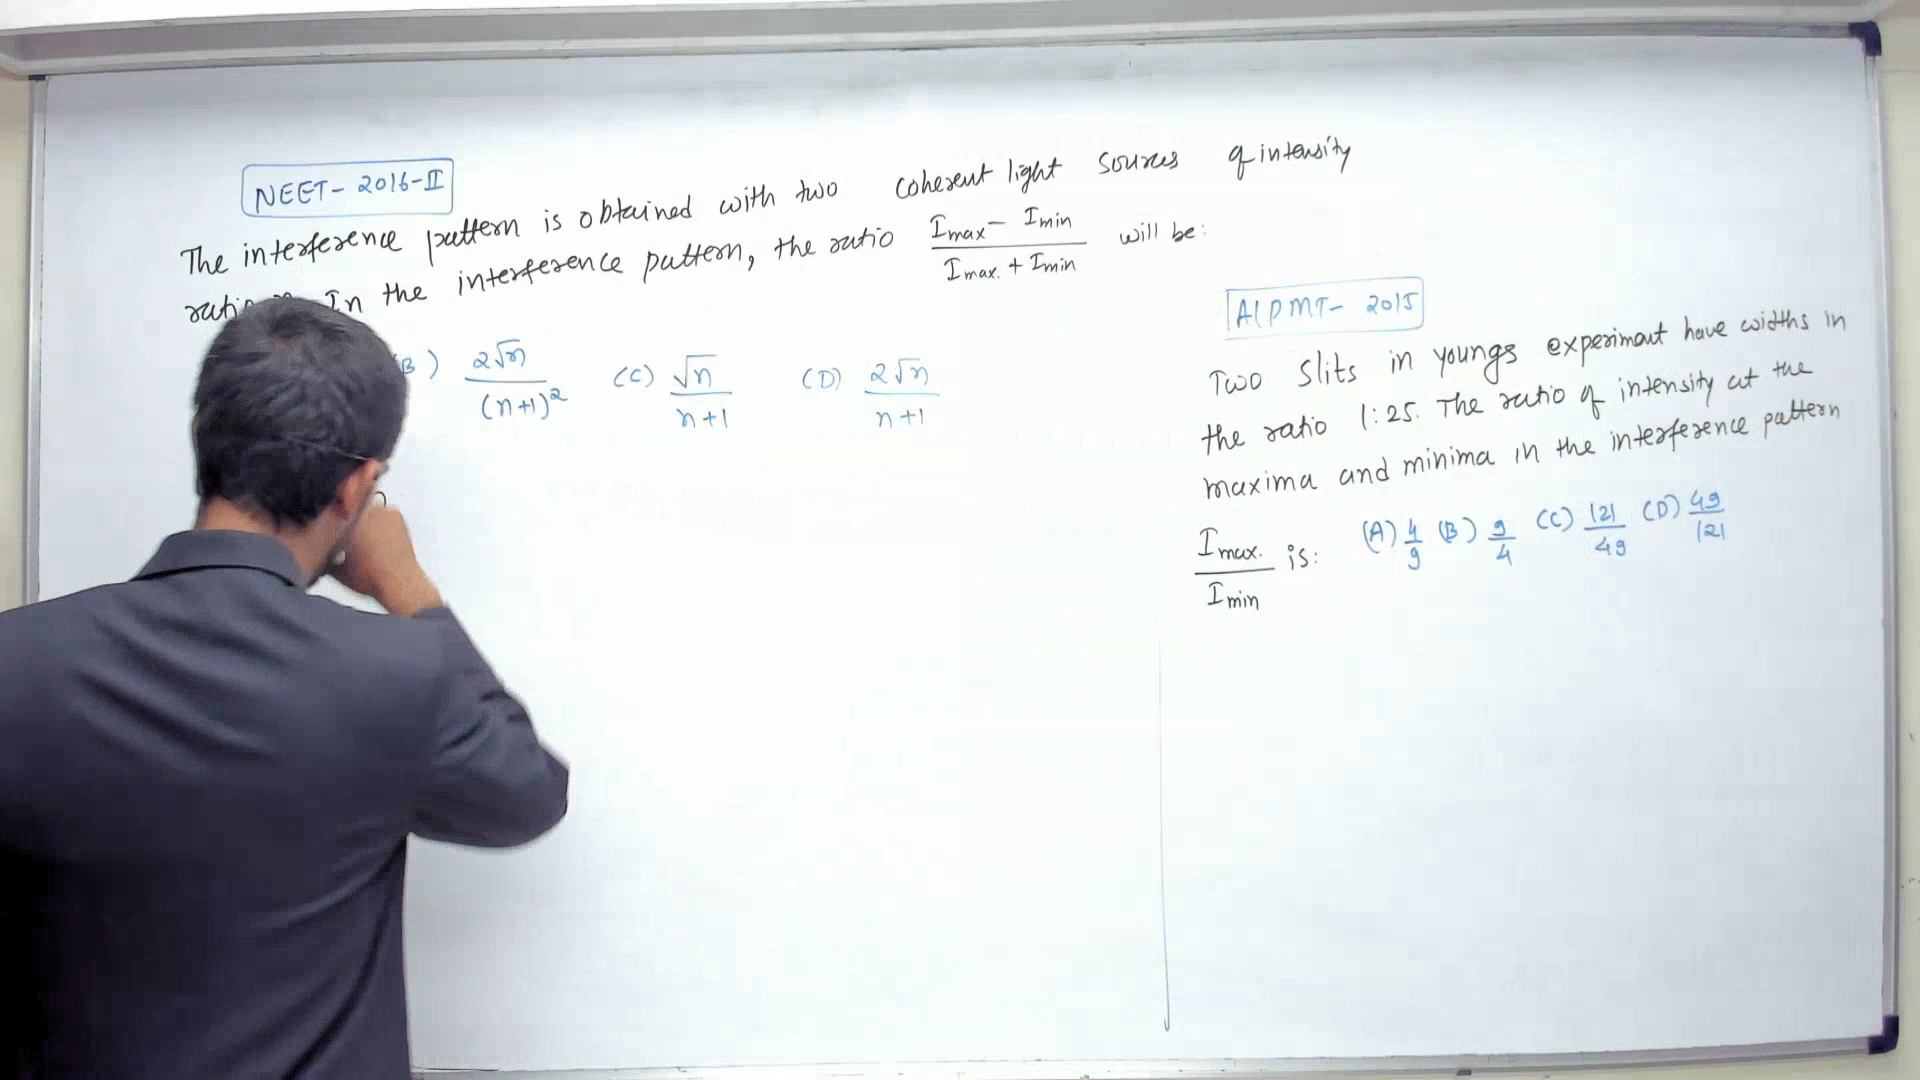 NEET- 2016-II
The interference pattern is obtained with two coherent light sources of intensity
In the interference pattern, the ratio Imax - Imin / Imax. + Imin will be:
B) 2√n / (n+1)² (C) √n / n+1 (D) 2√n / n+1
AIPMT- 2015
Two Slits in youngs experiment have widths in
the ratio 1:25. The ratio of intensity at the
maxima and minima in the interference pattern
Imax. / Imin is: (A) 4/9 (B) 9/4 (C) 121/49 (D) 49/121